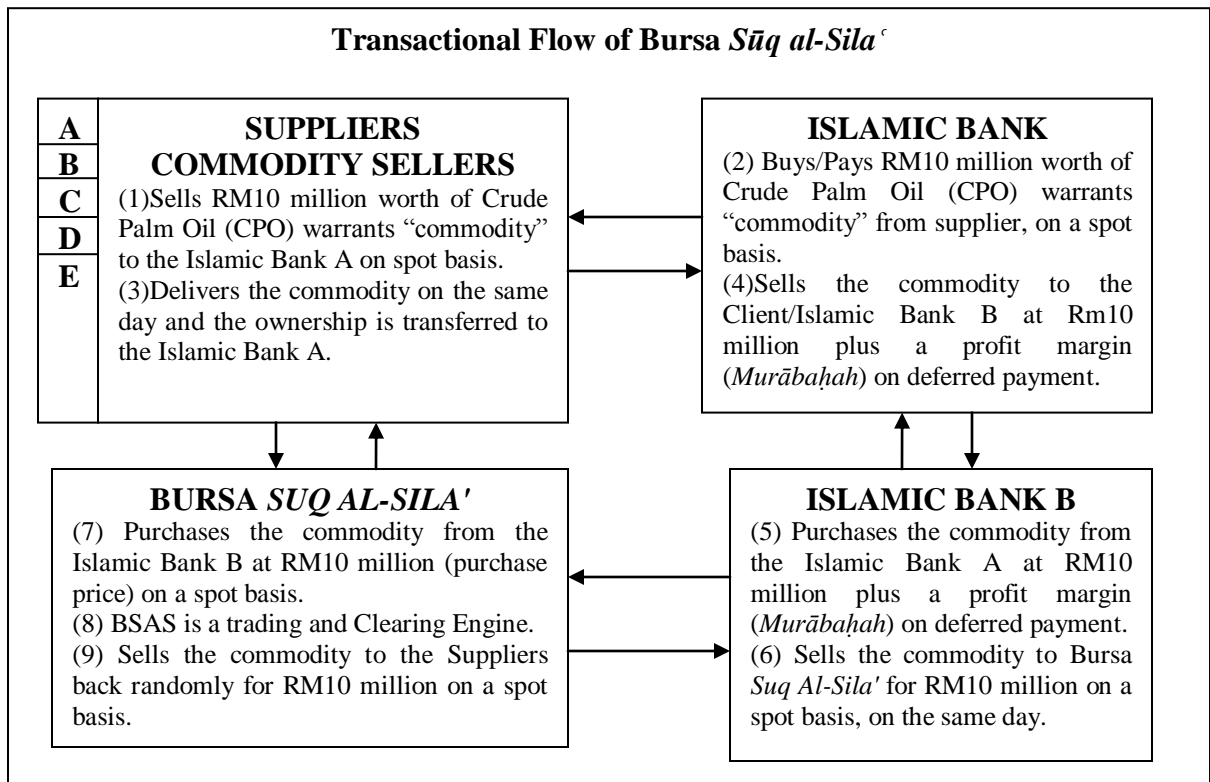 Transactional Flow of Bursa Sūq al-Silaʿ
A
B
C
D
E
SUPPLIERS
COMMODITY SELLERS
(1)Sells RM10 million worth of Crude
Palm Oil (CPO) warrants “commodity”
to the Islamic Bank A on spot basis.
(3)Delivers the commodity on the same
day and the ownership is transferred to
the Islamic Bank A.
ISLAMIC BANK
(2) Buys/Pays RM10 million worth of
Crude Palm Oil (CPO) warrants
“commodity” from supplier, on a spot
basis.
(4)Sells the commodity to the
Client/Islamic Bank B at Rm10
million plus a profit margin
(Murābaḥah) on deferred payment.
BURSA SUQ AL-SILA'
(7) Purchases the commodity from the
Islamic Bank B at RM10 million (purchase
price) on a spot basis.
(8) BSAS is a trading and Clearing Engine.
(9) Sells the commodity to the Suppliers
back randomly for RM10 million on a spot
basis.
ISLAMIC BANK B
(5) Purchases the commodity from
the Islamic Bank A at RM10
million plus a profit margin
(Murābaḥah) on deferred payment.
(6) Sells the commodity to Bursa
Suq Al-Sila' for RM10 million on a
spot basis, on the same day.